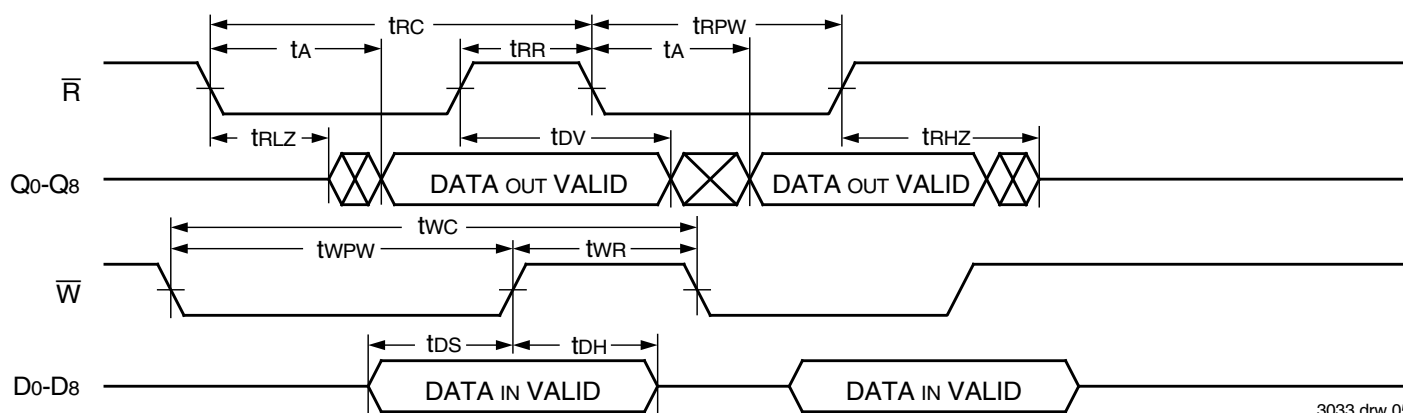 tRC tRPW
tA tRR tA
R̅
tRLZ tDV tRHZ
Q0-Q8 DATA OUT VALID DATA OUT VALID
tWC
tWPW tWR
W̅
tDS tDH
D0-D8 DATA IN VALID DATA IN VALID